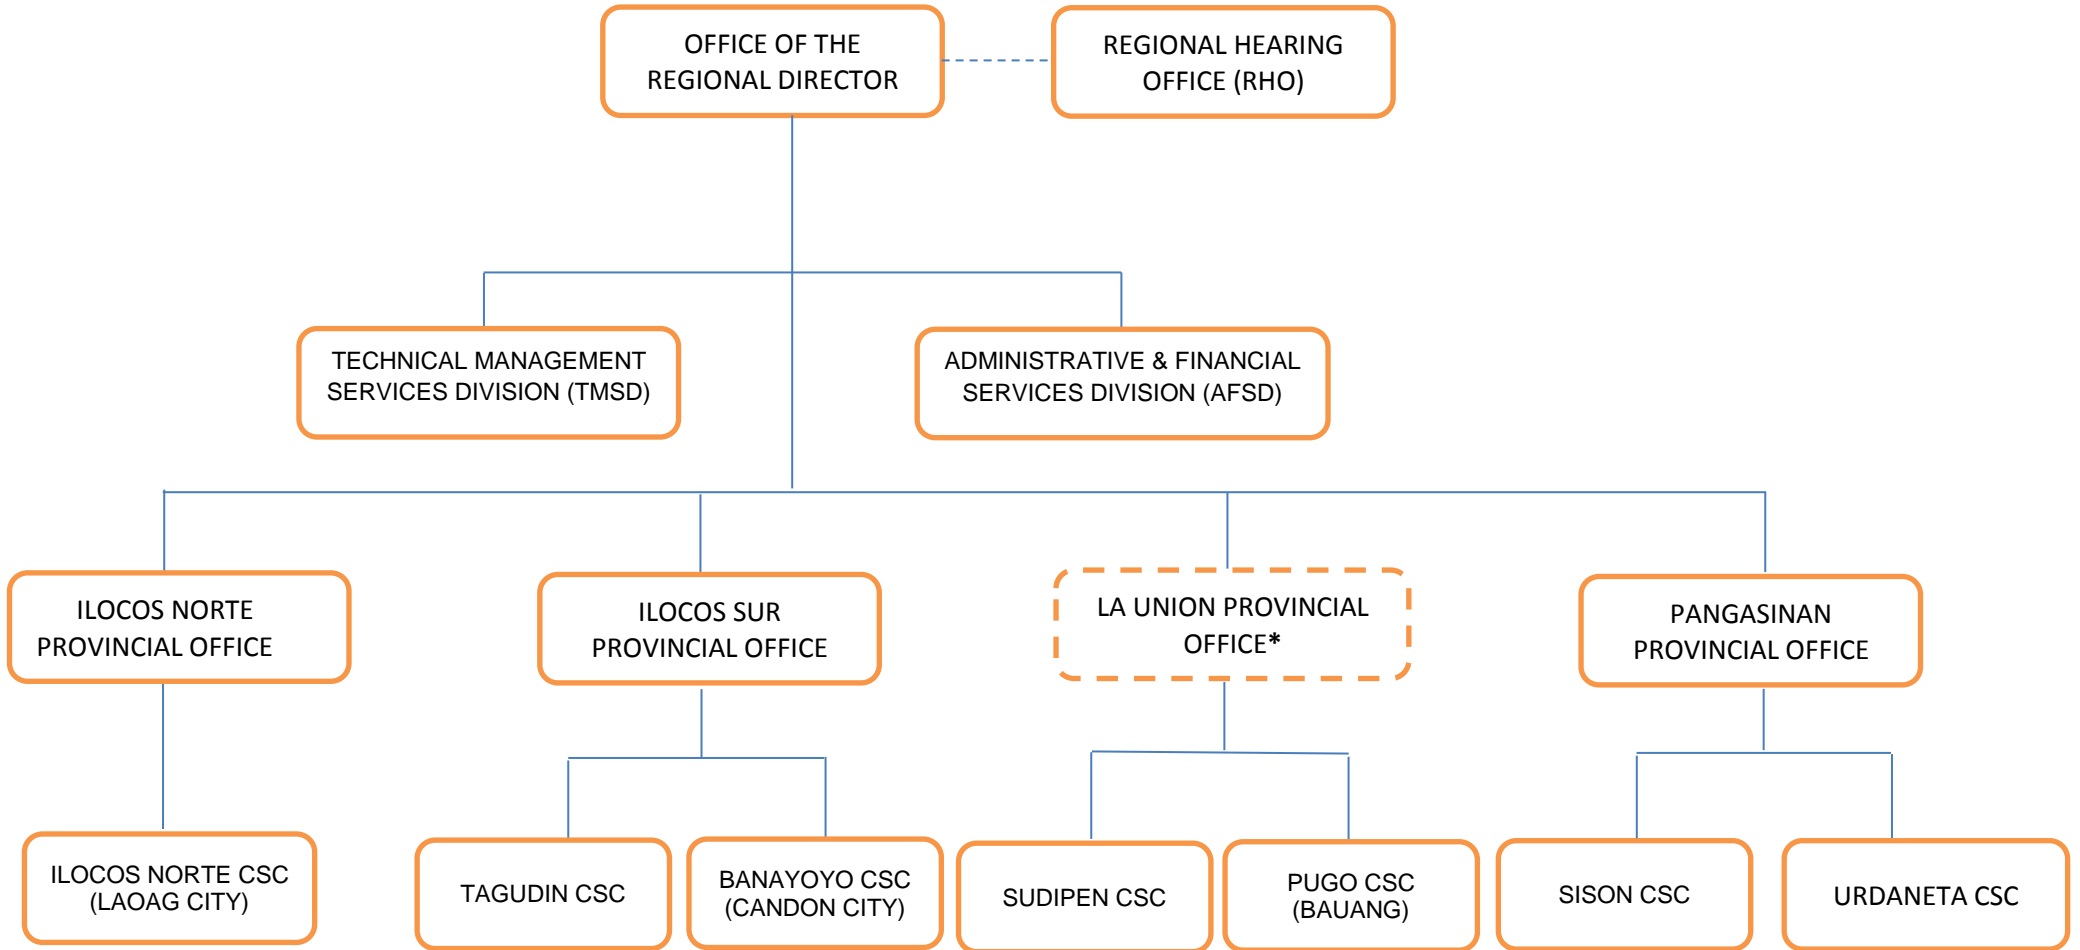 OFFICE OF THE
REGIONAL DIRECTOR
REGIONAL HEARING
OFFICE (RHO)
TECHNICAL MANAGEMENT
SERVICES DIVISION (TMSD)
ADMINISTRATIVE & FINANCIAL
SERVICES DIVISION (AFSD)
ILOCOS NORTE
PROVINCIAL OFFICE
ILOCOS SUR
PROVINCIAL OFFICE
LA UNION PROVINCIAL
OFFICE*
PANGASINAN
PROVINCIAL OFFICE
ILOCOS NORTE CSC
(LAOAG CITY)
TAGUDIN CSC
BANAYOYO CSC
(CANDON CITY)
SUDIPEN CSC
PUGO CSC
(BAUANG)
SISON CSC
URDANETA CSC